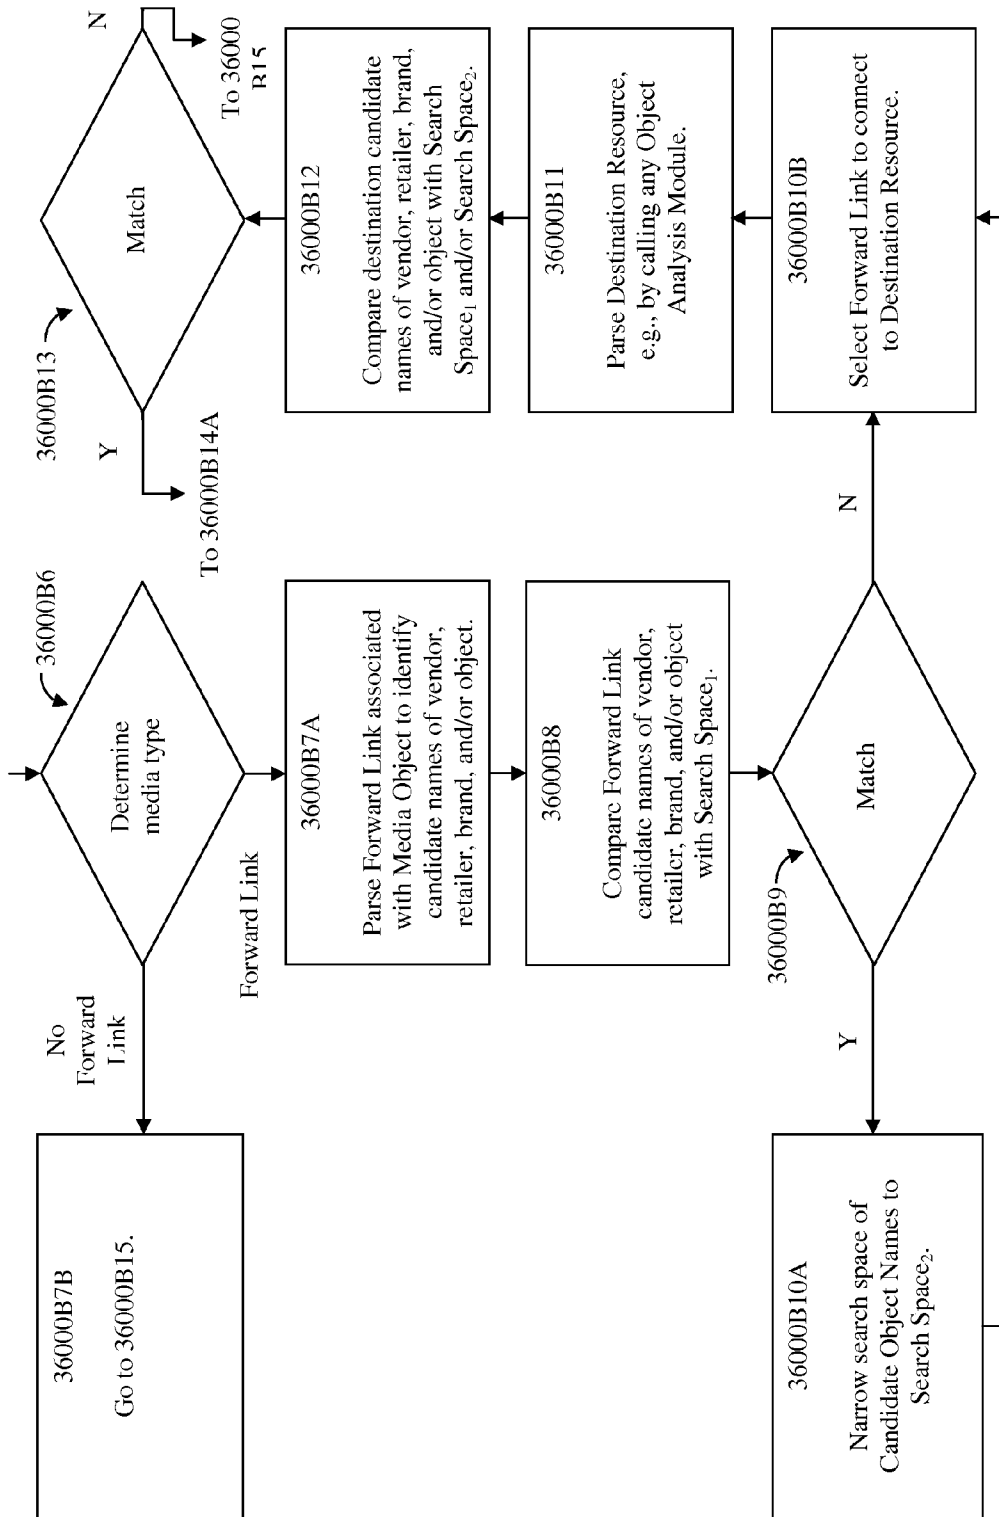 36000B6
Determine
media type
No
Forward
Link
Forward Link
36000B7B
Go to 36000B15.
36000B7A
Parse Forward Link associated
with Media Object to identify
candidate names of vendor,
retailer, brand, and/or object.
36000B8
Compare Forward Link
candidate names of vendor,
retailer, brand, and/or object
with Search Space₁.
36000B9
Match
Y
N
36000B10A
Narrow search space of
Candidate Object Names to
Search Space₂.
36000B10B
Select Forward Link to connect
to Destination Resource.
36000B11
Parse Destination Resource,
e.g., by calling any Object
Analysis Module.
36000B12
Compare destination candidate
names of vendor, retailer, brand,
and/or object with Search
Space₁ and/or Search Space₂.
36000B13
Match
Y
To 36000B14A
N
To 36000
B15